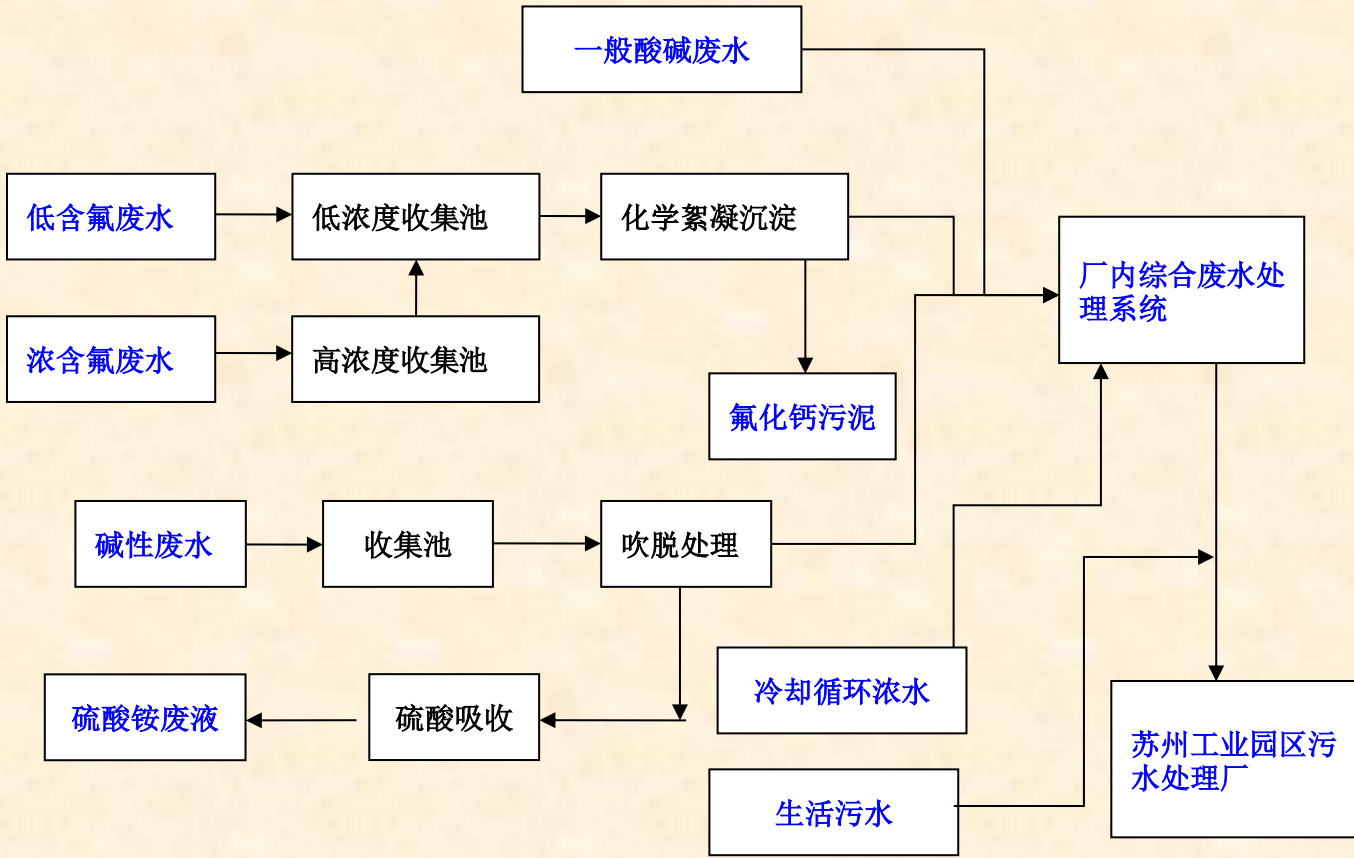 一般酸碱废水
低含氟废水
低浓度收集池
化学絮凝沉淀
厂内综合废水处
理系统
浓含氟废水
高浓度收集池
氟化钙污泥
碱性废水
收集池
吹脱处理
硫酸铵废液
硫酸吸收
冷却循环浓水
苏州工业园区污
水处理厂
生活污水